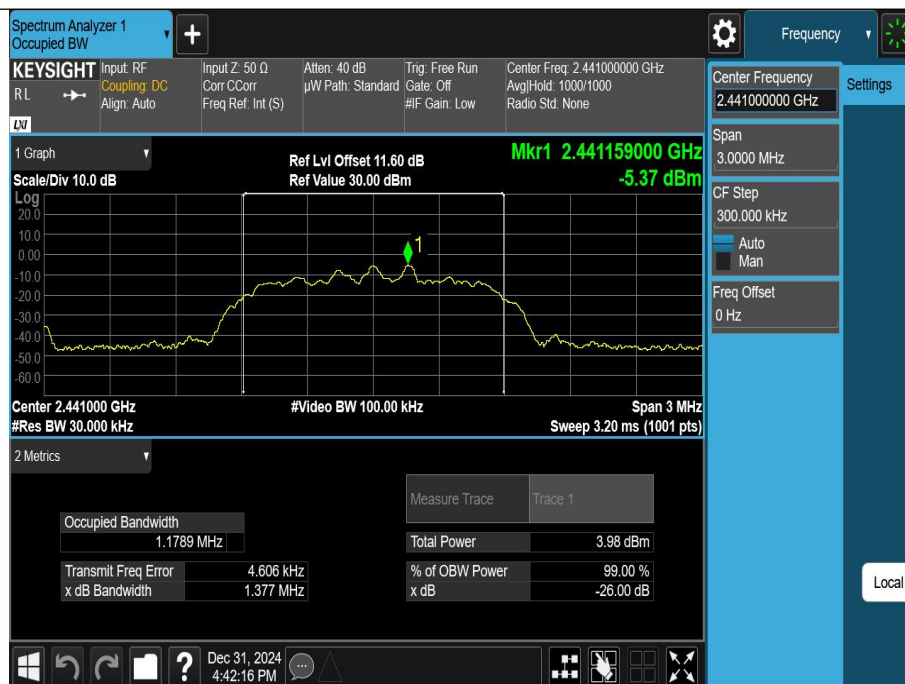 Spectrum Analyzer 1
Occupied BW
+
Frequency
KEYSIGHT
RL
LXI
Input: RF
Coupling: DC
Align: Auto
Input Z: 50 Ω
Corr CCorr
Freq Ref: Int (S)
Atten: 40 dB
µW Path: Standard
Trig: Free Run
Gate: Off
#IF Gain: Low
Center Freq: 2.441000000 GHz
Avg|Hold: 1000/1000
Radio Std: None
Center Frequency
2.441000000 GHz
Settings
Span
3.0000 MHz
CF Step
300.000 kHz
Auto
Man
Freq Offset
0 Hz
Local
1 Graph
Scale/Div 10.0 dB
Ref Lvl Offset 11.60 dB
Ref Value 30.00 dBm
Mkr1 2.441159000 GHz
-5.37 dBm
Log
20.0
10.0
0.00
-10.0
-20.0
-30.0
-40.0
-50.0
-60.0
1
Center 2.441000 GHz
#Res BW 30.000 kHz
#Video BW 100.00 kHz
Span 3 MHz
Sweep 3.20 ms (1001 pts)
2 Metrics
Measure Trace Trace 1
Occupied Bandwidth
1.1789 MHz
Total Power 3.98 dBm
Transmit Freq Error 4.606 kHz
% of OBW Power 99.00 %
x dB Bandwidth 1.377 MHz
x dB -26.00 dB
?
Dec 31, 2024
4:42:16 PM